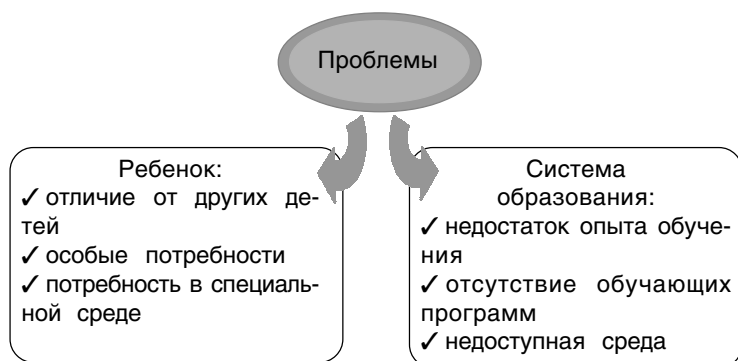 Проблемы
Ребенок:
✓ отличие от других де-
тей
✓ особые потребности
✓ потребность в специаль-
ной среде
Система
образования:
✓ недостаток опыта обуче-
ния
✓ отсутствие обучающих
программ
✓ недоступная среда